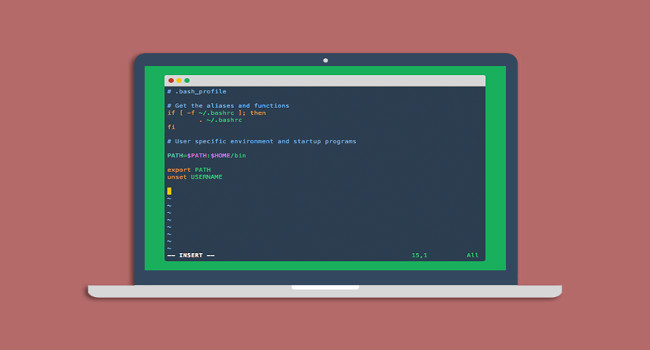 # .bash_profile
# Get the aliases and functions
if [ -f ~/.bashrc ]; then
. ~/.bashrc
fi
# User specific environment and startup programs
PATH=$PATH:$HOME/bin
export PATH
unset USERNAME
~
~
~
~
~
~
~
~
-- INSERT -- 15,1 All